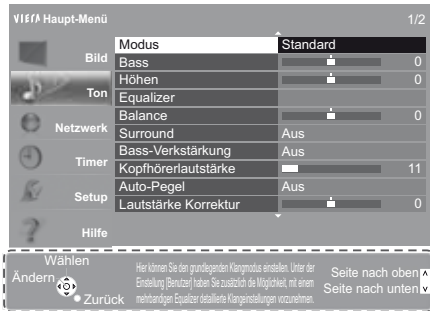 VIErA Haupt-Menü 1/2
Bild
Ton
Netzwerk
Timer
Setup
Hilfe
Modus Standard
Bass 0
Höhen 0
Equalizer
Balance 0
Surround Aus
Bass-Verkstärkung Aus
Kopfhörerlautstärke 11
Auto-Pegel Aus
Lautstärke Korrektur 0
Wählen
Ändern
Zurück
Hier können Sie den grundlegenden Klangmodus einstellen. Unter der
Einstellung [Benutzer] haben Sie zusätzlich die Möglichkeit, mit einem
mehrbandigen Equalizer detaillierte Klangeinstellungen vorzunehmen.
Seite nach oben
Seite nach unten